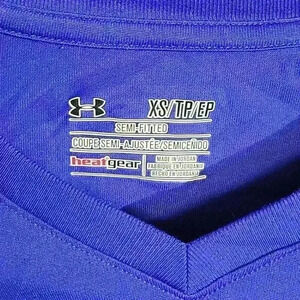 XS/TP/EP
SEMI-FITTED
COUPE SEMI-AJUSTÉE/SEMICEÑIDO
heatgear
MADE IN JORDAN
FABRIQUÉ EN JORDANIE
HECHO EN JORDANIA